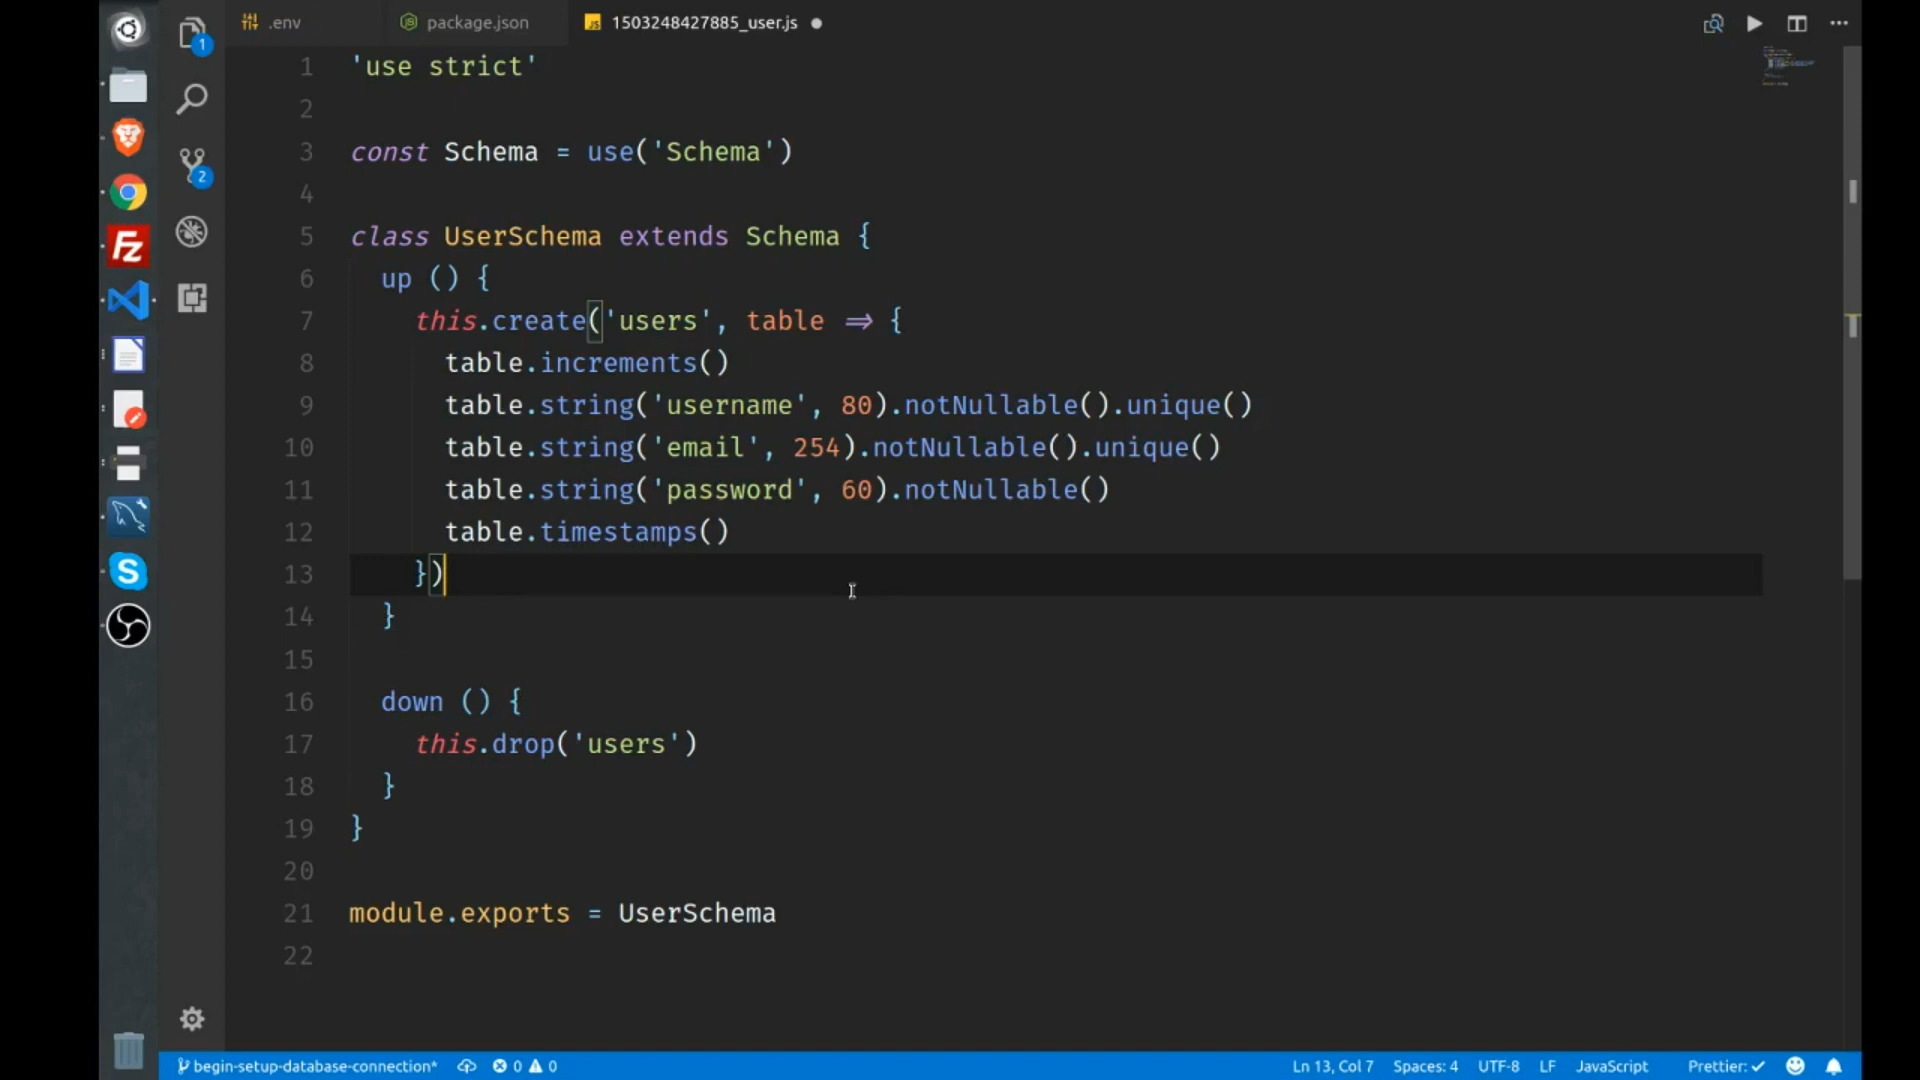 .env
package.json
1503248427885_user.js
1 'use strict'
2
3 const Schema = use('Schema')
4
5 class UserSchema extends Schema {
6 up () {
7 this.create('users', table => {
8 table.increments()
9 table.string('username', 80).notNullable().unique()
10 table.string('email', 254).notNullable().unique()
11 table.string('password', 60).notNullable()
12 table.timestamps()
13 })
14 }
15
16 down () {
17 this.drop('users')
18 }
19 }
20
21 module.exports = UserSchema
22
1
2
begin-setup-database-connection* 0 0 Ln 13, Col 7 Spaces: 4 UTF-8 LF JavaScript Prettier: ✓